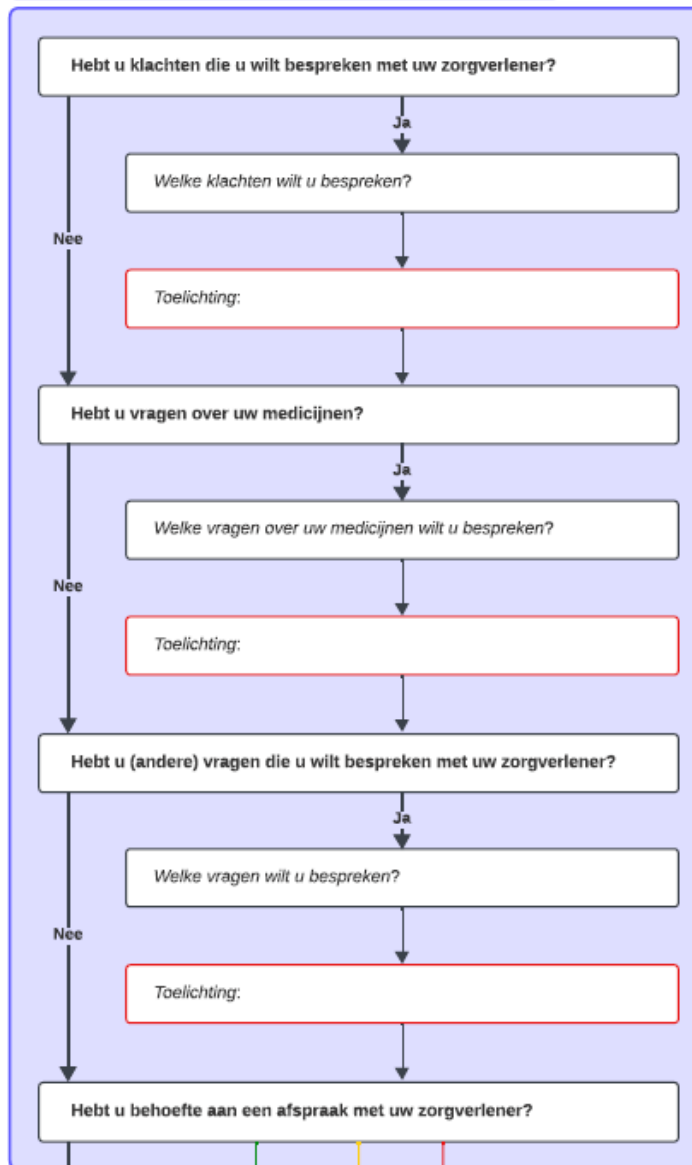 Hebt u klachten die u wilt bespreken met uw zorgverlener?
Ja
Welke klachten wilt u bespreken?
Nee
Toelichting:
Hebt u vragen over uw medicijnen?
Ja
Welke vragen over uw medicijnen wilt u bespreken?
Nee
Toelichting:
Hebt u (andere) vragen die u wilt bespreken met uw zorgverlener?
Ja
Welke vragen wilt u bespreken?
Nee
Toelichting:
Hebt u behoefte aan een afspraak met uw zorgverlener?